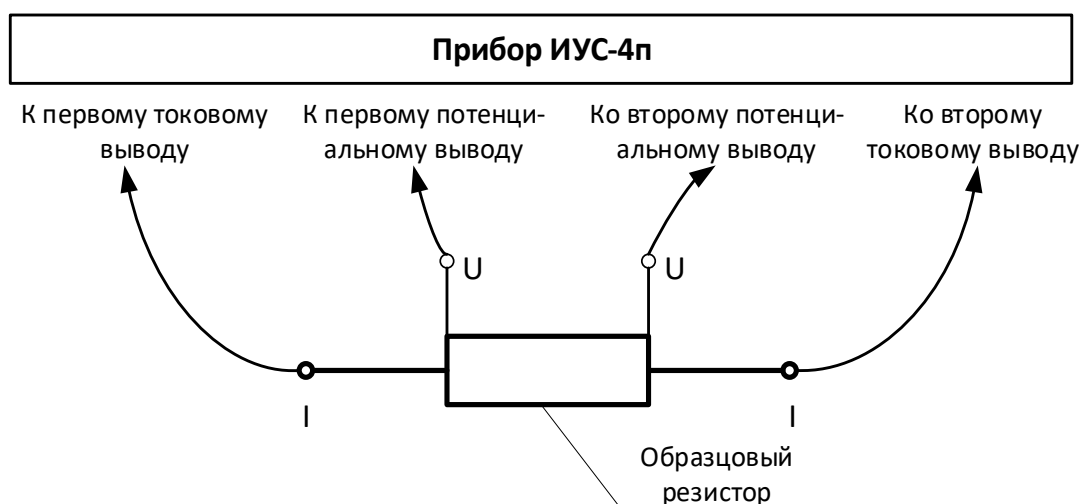 Прибор ИУС-4п
К первому токовому
выводу
К первому потенци-
альному выводу
Ко второму потенци-
альному выводу
Ко второму
токовому выводу
U
U
I
I
Образцовый
резистор